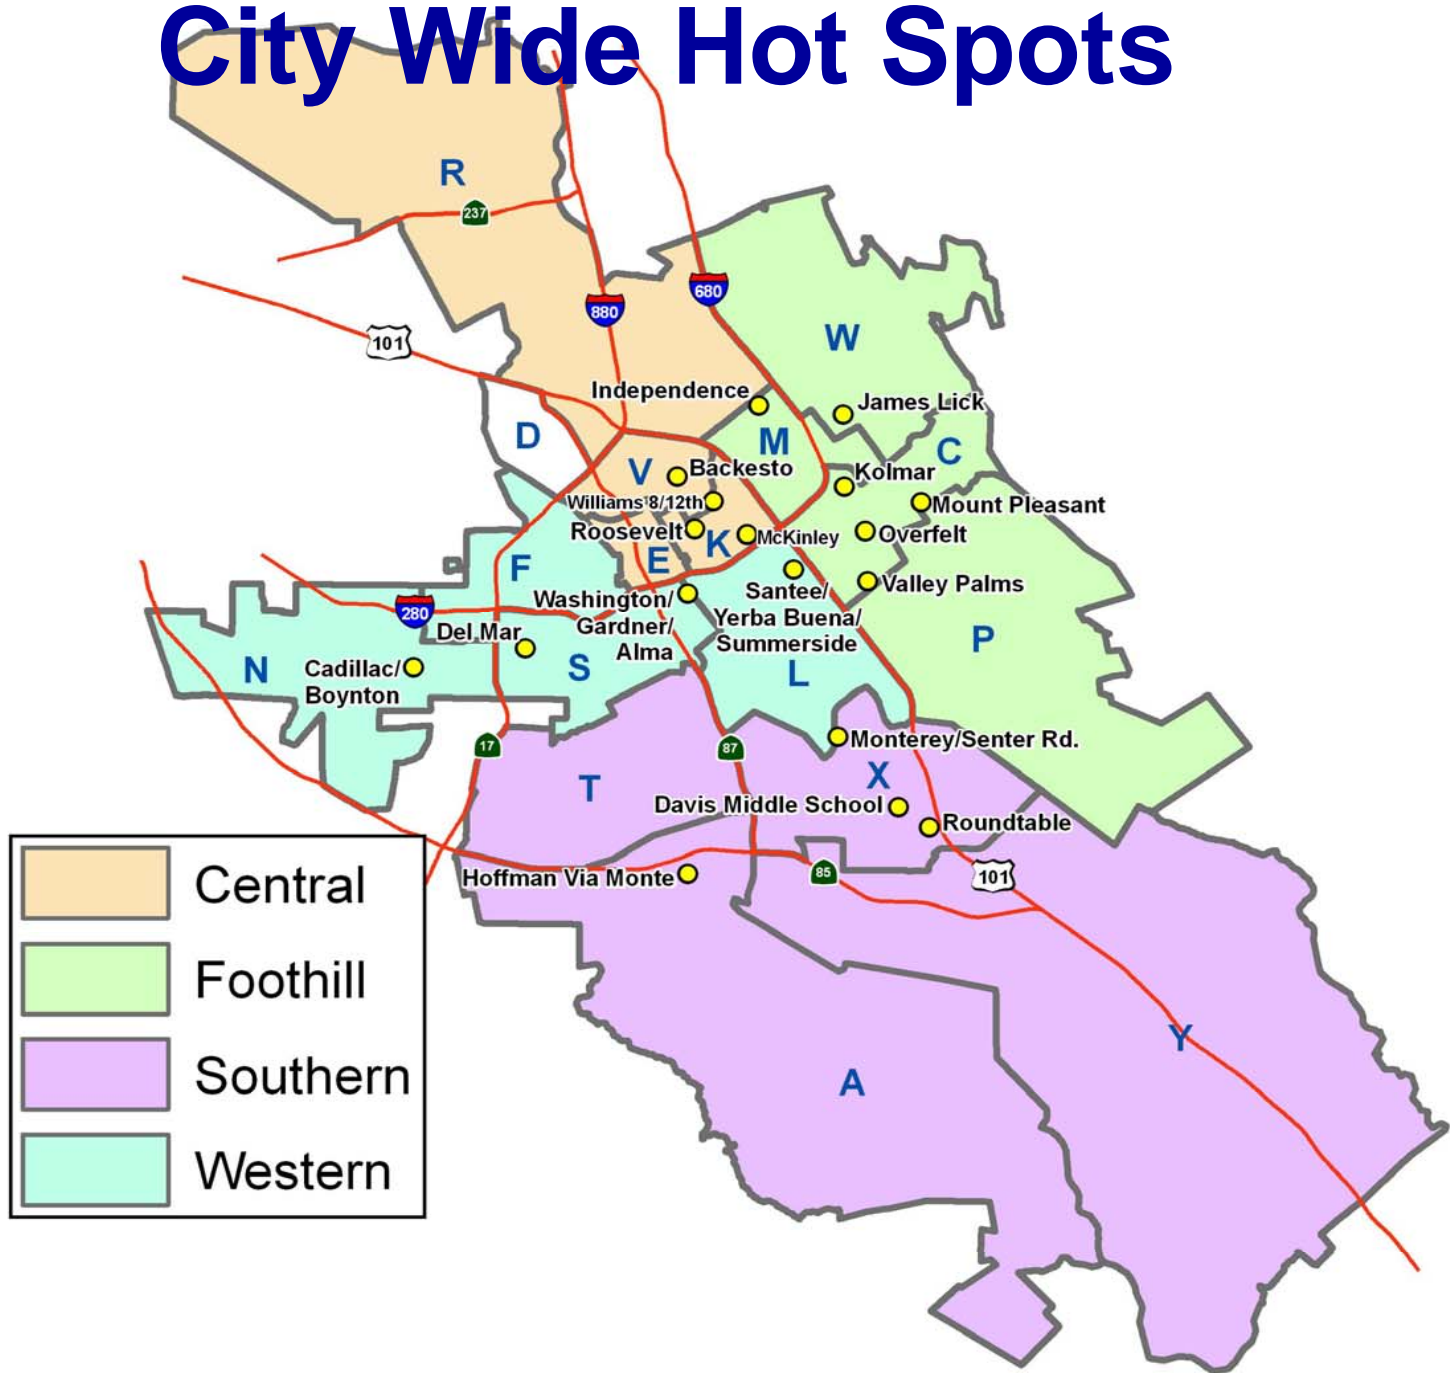 City Wide Hot Spots
R
237
880
680
101
W
Independence
James Lick
D
M
C
V
Backesto
Kolmar
Williams 8/12th
Mount Pleasant
Roosevelt
K
McKinley
Overfelt
E
F
Santee/
Yerba Buena/
Summerside
Valley Palms
Washington/
Gardner/
Alma
280
Del Mar
P
N
Cadillac/
Boynton
S
L
17
87
Monterey/Senter Rd.
T
X
Davis Middle School
Roundtable
Hoffman Via Monte
85
101
Central
Foothill
Southern
Western
Y
A